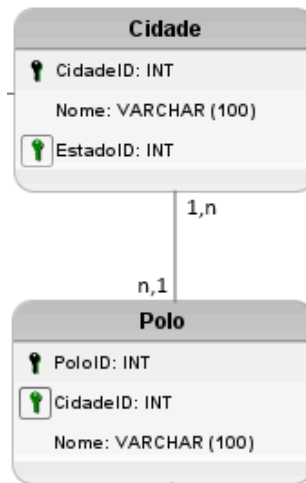 Cidade
CidadeID: INT
Nome: VARCHAR (100)
EstadoID: INT
1,n
n,1
Polo
PoloID: INT
CidadeID: INT
Nome: VARCHAR (100)